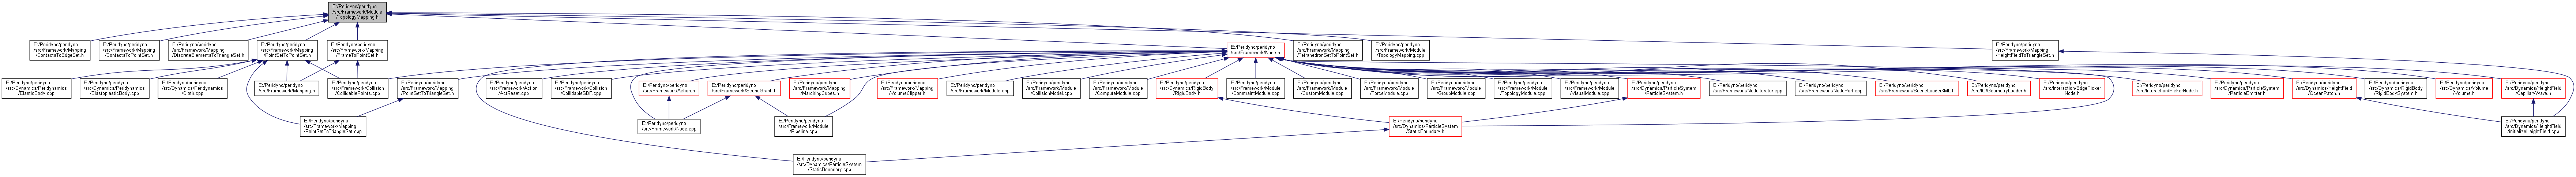 E:/Peridyno/peridyno
/src/Framework/Module
/TopologyMapping.h
E:/Peridyno/peridyno
/src/Framework/Mapping
/ContactsToEdgeSet.h
E:/Peridyno/peridyno
/src/Framework/Mapping
/ContactsToPointSet.h
E:/Peridyno/peridyno
/src/Framework/Mapping
/DiscreteElementsToTriangleSet.h
E:/Peridyno/peridyno
/src/Framework/Mapping
/PointSetToPointSet.h
E:/Peridyno/peridyno
/src/Framework/Mapping
/FrameToPointSet.h
E:/Peridyno/peridyno
/src/Framework/Node.h
E:/Peridyno/peridyno
/src/Framework/Mapping
/TetrahedronSetToPointSet.h
E:/Peridyno/peridyno
/src/Framework/Module
/TopologyMapping.cpp
E:/Peridyno/peridyno
/src/Framework/Mapping
/HeightFieldToTriangleSet.h
E:/Peridyno/peridyno
/src/Dynamics/Peridynamics
/ElasticBody.cpp
E:/Peridyno/peridyno
/src/Dynamics/Peridynamics
/ElastoplasticBody.cpp
E:/Peridyno/peridyno
/src/Dynamics/Peridynamics
/Cloth.cpp
E:/Peridyno/peridyno
/src/Framework/Mapping.h
E:/Peridyno/peridyno
/src/Framework/Collision
/CollidablePoints.cpp
E:/Peridyno/peridyno
/src/Framework/Mapping
/PointSetToTriangleSet.h
E:/Peridyno/peridyno
/src/Framework/Action
/ActReset.cpp
E:/Peridyno/peridyno
/src/Framework/Collision
/CollidableSDF.cpp
E:/Peridyno/peridyno
/src/Framework/Action.h
E:/Peridyno/peridyno
/src/Framework/SceneGraph.h
E:/Peridyno/peridyno
/src/Framework/Mapping
/MarchingCubes.h
E:/Peridyno/peridyno
/src/Framework/Mapping
/VolumeClipper.h
E:/Peridyno/peridyno
/src/Framework/Module.cpp
E:/Peridyno/peridyno
/src/Framework/Module
/CollisionModel.cpp
E:/Peridyno/peridyno
/src/Framework/Module
/ComputeModule.cpp
E:/Peridyno/peridyno
/src/Dynamics/RigidBody
/RigidBody.h
E:/Peridyno/peridyno
/src/Framework/Module
/ConstraintModule.cpp
E:/Peridyno/peridyno
/src/Framework/Module
/CustomModule.cpp
E:/Peridyno/peridyno
/src/Framework/Module
/ForceModule.cpp
E:/Peridyno/peridyno
/src/Framework/Module
/GroupModule.cpp
E:/Peridyno/peridyno
/src/Framework/Module
/TopologyModule.cpp
E:/Peridyno/peridyno
/src/Framework/Module
/VisualModule.cpp
E:/Peridyno/peridyno
/src/Dynamics/ParticleSystem
/ParticleSystem.h
E:/Peridyno/peridyno
/src/Framework/NodeIterator.cpp
E:/Peridyno/peridyno
/src/Framework/NodePort.cpp
E:/Peridyno/peridyno
/src/Framework/SceneLoaderXML.h
E:/Peridyno/peridyno
/src/IO/GeometryLoader.h
E:/Peridyno/peridyno
/src/Interaction/EdgePicker
Node.h
E:/Peridyno/peridyno
/src/Interaction/PickerNode.h
E:/Peridyno/peridyno
/src/Dynamics/ParticleSystem
/ParticleEmitter.h
E:/Peridyno/peridyno
/src/Dynamics/HeightField
/OceanPatch.h
E:/Peridyno/peridyno
/src/Dynamics/RigidBody
/RigidBodySystem.h
E:/Peridyno/peridyno
/src/Dynamics/Volume
/Volume.h
E:/Peridyno/peridyno
/src/Dynamics/HeightField
/CapillaryWave.h
E:/Peridyno/peridyno
/src/Framework/Mapping
/PointSetToTriangleSet.cpp
E:/Peridyno/peridyno
/src/Framework/Node.cpp
E:/Peridyno/peridyno
/src/Framework/Module
/Pipeline.cpp
E:/Peridyno/peridyno
/src/Dynamics/ParticleSystem
/StaticBoundary.h
E:/Peridyno/peridyno
/src/Dynamics/HeightField
/initializeHeightField.cpp
E:/Peridyno/peridyno
/src/Dynamics/ParticleSystem
/StaticBoundary.cpp